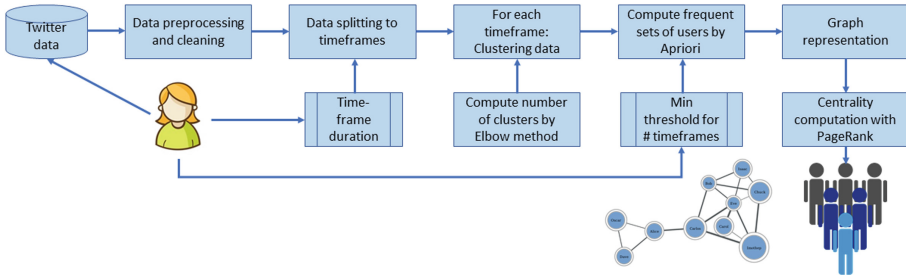 Twitter
data
Data preprocessing
and cleaning
Data splitting to
timeframes
For each
timeframe:
Clustering data
Compute frequent
sets of users by
Apriori
Graph
representation
Time-
frame
duration
Compute number
of clusters by
Elbow method
Min
threshold for
# timeframes
Centrality
computation with
PageRank